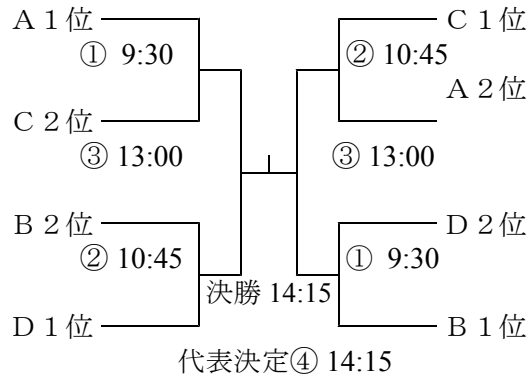 A1位 C1位
① 9:30 ② 10:45
A2位
C2位
③ 13:00 ③ 13:00
B2位 D2位
② 10:45 ① 9:30
決勝 14:15
D1位 B1位
代表決定④ 14:15